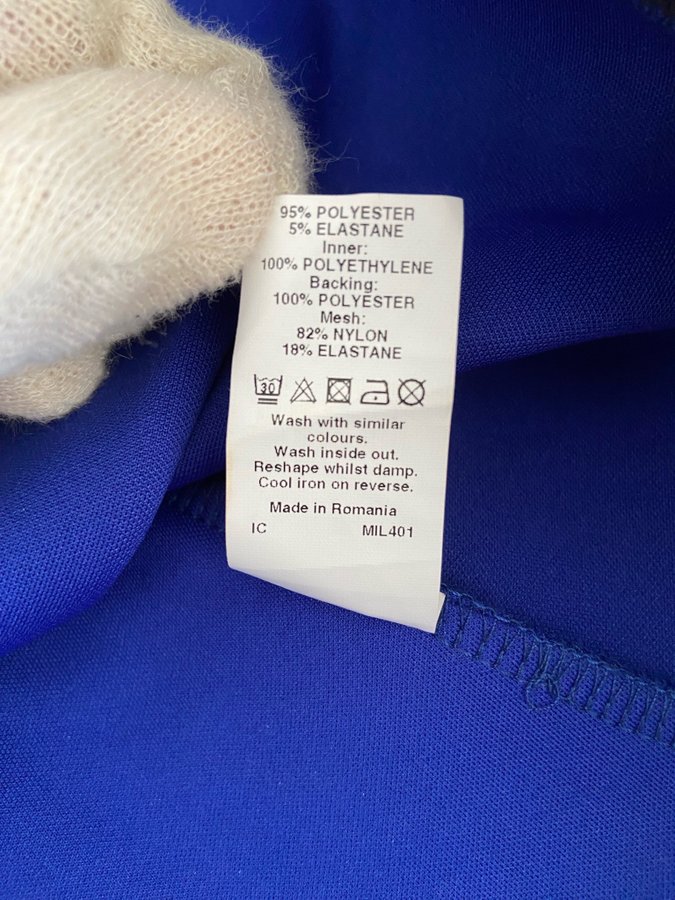 95% POLYESTER
5% ELASTANE
Inner:
100% POLYETHYLENE
Backing:
100% POLYESTER
Mesh:
82% NYLON
18% ELASTANE
30
Wash with similar
colours.
Wash inside out.
Reshape whilst damp.
Cool iron on reverse.
Made in Romania
IC MIL401